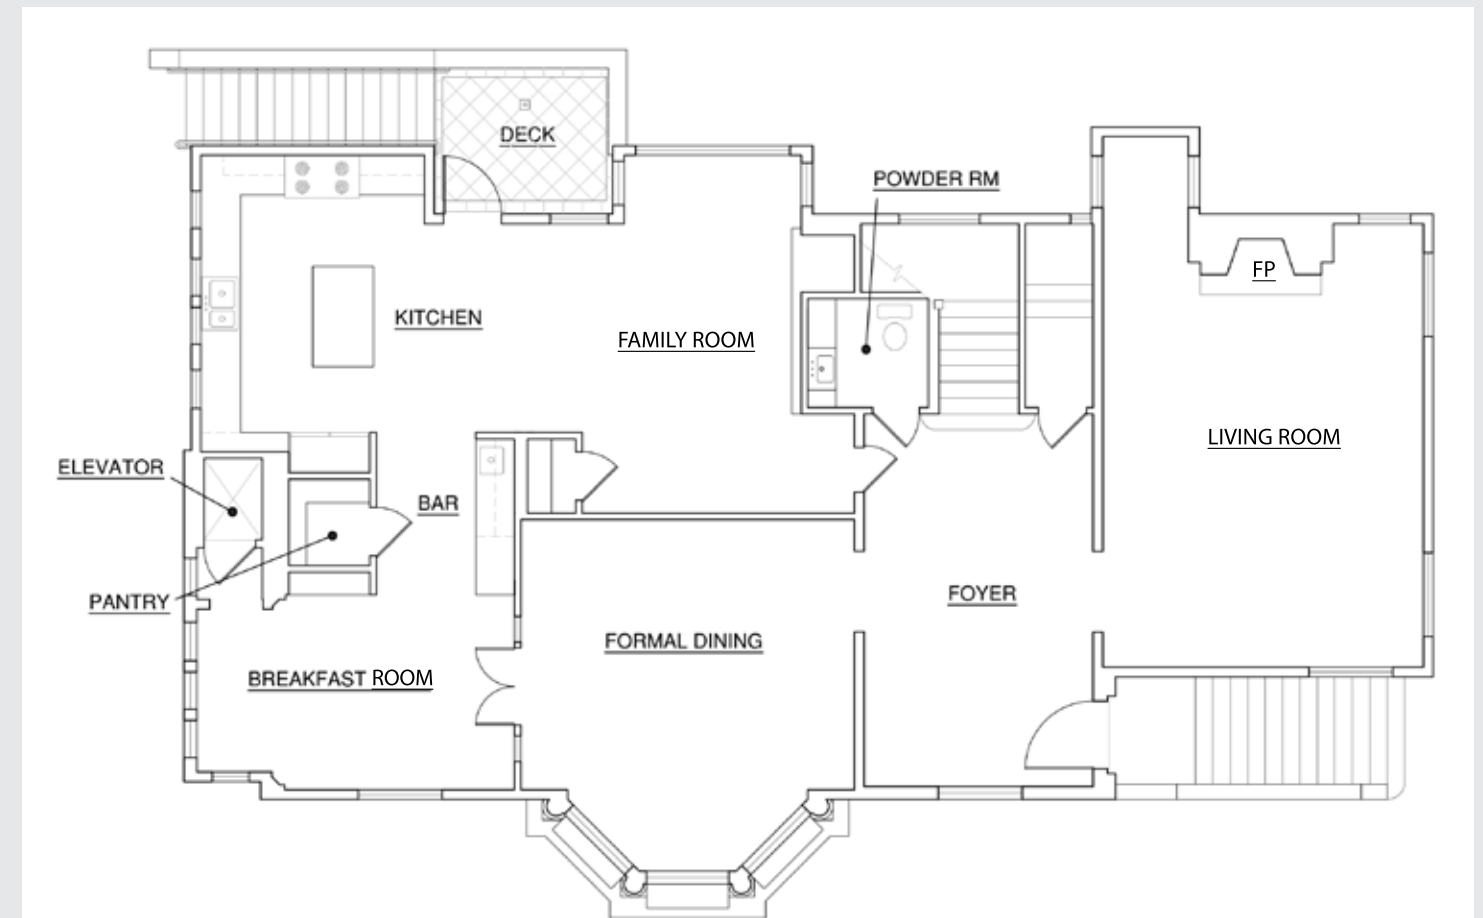 DECK
POWDER RM
FP
KITCHEN
FAMILY ROOM
LIVING ROOM
ELEVATOR
BAR
PANTRY
FOYER
FORMAL DINING
BREAKFAST ROOM